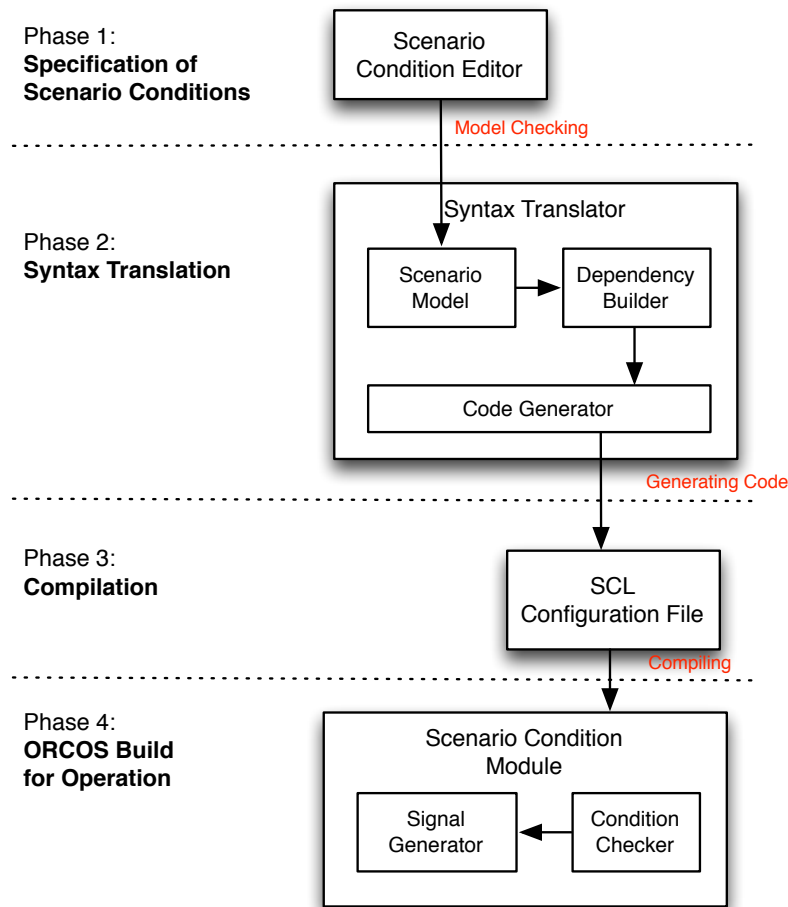 Phase 1:
Specification of
Scenario Conditions
Scenario
Condition Editor
Model Checking
Phase 2:
Syntax Translation
Syntax Translator
Scenario
Model
Dependency
Builder
Code Generator
Generating Code
Phase 3:
Compilation
SCL
Configuration File
Compiling
Phase 4:
ORCOS Build
for Operation
Scenario Condition
Module
Signal
Generator
Condition
Checker